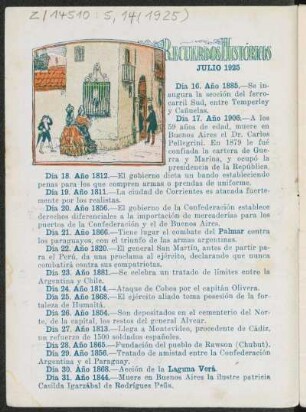 Z/14510:5,14(1925)
RECUERDOS HISTÓRICOS
JULIO 1925
Día 16. Año 1885.—Se in-
augura la sección del ferro-
carril Sud, entre Temperley
y Cañuelas.
Día 17. Año 1906.—A los
59 años de edad, muere en
Buenos Aires el Dr. Carlos
Pellegrini. En 1879 le fué
confiada la cartera de Gue-
rra y Marina, y ocupó la
presidencia de la República.
Día 18. Año 1812.—El gobierno dicta un bando estableciendo
penas para los que compren armas o prendas de uniforme.
Día 19. Año 1811.—La ciudad de Corrientes es atacada fuerte-
mente por los realistas.
Día 20. Año 1856.—El gobierno de la Confederación establece
derechos diferenciales a la importación de mercaderías para los
puertos de la Confederación y el de Buenos Aires.
Día 21. Año 1866.—Tiene lugar el combate del Palmar contra
los paraguayos, con el triunfo de las armas argentinas.
Día 22. Año 1820.—El general San Martín, antes de partir pa-
ra el Perú, da una proclama al ejército, declarando que nunca
combatirá contra sus compatriotas.
Día 23. Año 1881.—Se celebra un tratado de límites entre la
Argentina y Chile.
Día 24. Año 1814.—Ataque de Cobos por el capitán Olivera.
Día 25. Año 1868.—El ejército aliado toma posesión de la forta-
leza de Humaitá.
Día 26. Año 1854.—Son depositados en el cementerio del Nor-
te, de la capital, los restos del general Alvear.
Día 27. Año 1813.—Llega a Montevideo, procedente de Cádiz,
un refuerzo de 1500 soldados españoles.
Día 28. Año 1865.—Fundación del pueblo de Rawson (Chubut).
Día 29. Año 1856.—Tratado de amistad entre la Confederación
Argentina y el Paraguay.
Día 30. Año 1868.—Acción de la Laguna Verá.
Día 31. Año 1844.—Muere en Buenos Aires la ilustre patricia
Casilda Igarzábal de Rodríguez Peña.